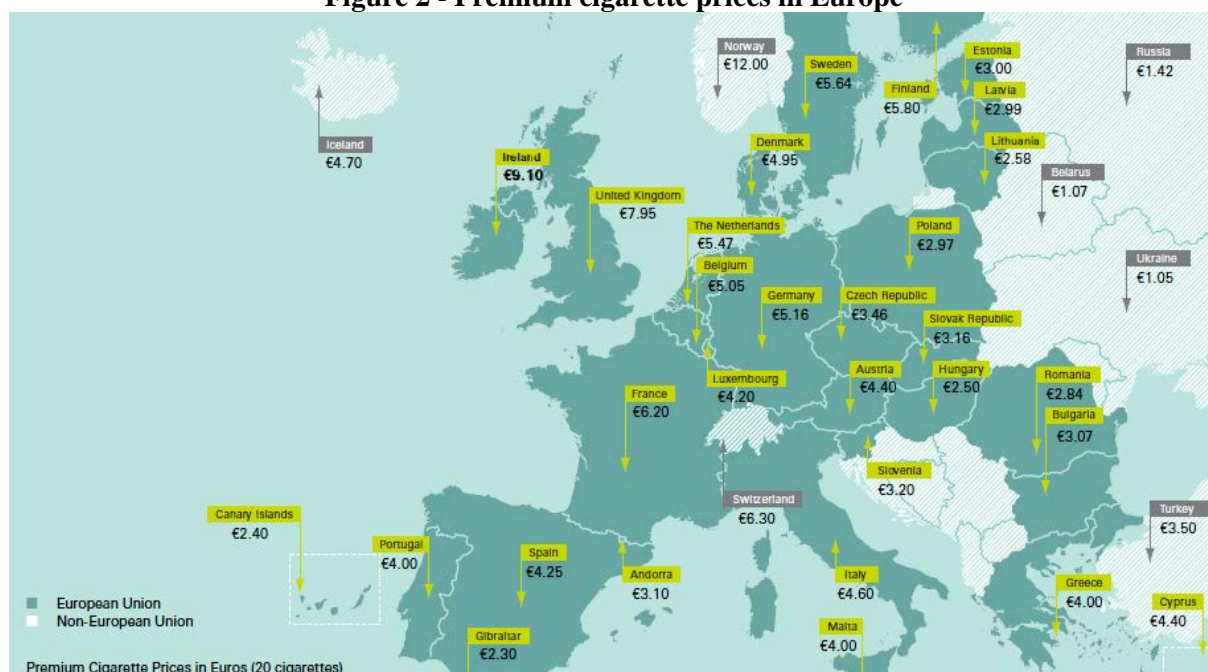 Figure 2 - Premium cigarette prices in Europe
Norway
€12.00
Sweden
€5.64
Finland
€5.80
Estonia
€3.00
Latvia
€2.99
Lithuania
€2.58
Russia
€1.42
Iceland
€4.70
Ireland
€9.10
United Kingdom
€7.95
Denmark
€4.95
Belarus
€1.07
The Netherlands
€5.47
Belgium
€5.05
Germany
€5.16
Poland
€2.97
Czech Republic
€3.46
Slovak Republic
€3.16
Ukraine
€1.05
Luxembourg
€4.20
France
€6.20
Austria
€4.40
Hungary
€2.50
Romania
€2.84
Bulgaria
€3.07
Slovenia
€3.20
Switzerland
€6.30
Turkey
€3.50
Canary Islands
€2.40
Portugal
€4.00
Spain
€4.25
Andorra
€3.10
Italy
€4.60
Greece
€4.00
Cyprus
€4.40
Malta
€4.00
Gibraltar
€2.30
European Union
Non-European Union
Premium Cigarette Prices in Euros (20 cigarettes)